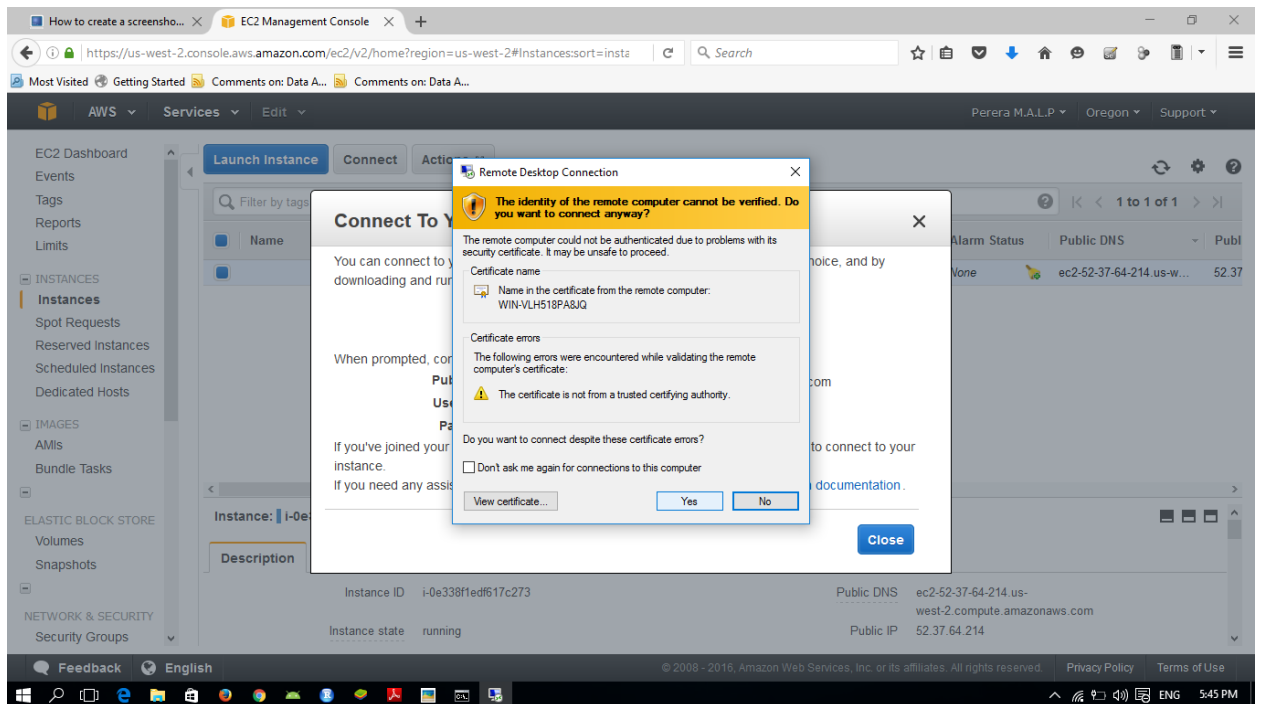 How to create a screensho...
EC2 Management Console
https://us-west-2.console.aws.amazon.com/ec2/v2/home?region=us-west-2#Instances:sort=insta
Search
Most Visited
Getting Started
Comments on: Data A...
Comments on: Data A...
AWS
Services
Edit
Perera M.A.L.P
Oregon
Support
EC2 Dashboard
Events
Tags
Reports
Limits
INSTANCES
Instances
Spot Requests
Reserved Instances
Scheduled Instances
Dedicated Hosts
IMAGES
AMIs
Bundle Tasks
ELASTIC BLOCK STORE
Volumes
Snapshots
NETWORK & SECURITY
Security Groups
Launch Instance
Connect
Filter by tags
1 to 1 of 1
Name
Alarm Status
Public DNS
Publ
None
ec2-52-37-64-214.us-w...
52.37
Connect To Y
You can connect to y
hoice, and by
downloading and run
When prompted, con
com
If you've joined your
to connect to your
instance.
If you need any assis
documentation.
Close
Remote Desktop Connection
The identity of the remote computer cannot be verified. Do
you want to connect anyway?
The remote computer could not be authenticated due to problems with its
security certificate. It may be unsafe to proceed.
Certificate name
Name in the certificate from the remote computer:
WIN-VLH518PA8JQ
Certificate errors
The following errors were encountered while validating the remote
computer's certificate:
The certificate is not from a trusted certifying authority.
Do you want to connect despite these certificate errors?
Don't ask me again for connections to this computer
View certificate...
Yes
No
Instance: i-0e3
Description
Instance ID
i-0e338f1edf617c273
Public DNS
ec2-52-37-64-214.us-
west-2.compute.amazonaws.com
Instance state
running
Public IP
52.37.64.214
Feedback
English
© 2008 - 2016, Amazon Web Services, Inc. or its affiliates. All rights reserved.
Privacy Policy
Terms of Use
ENG
5:45 PM